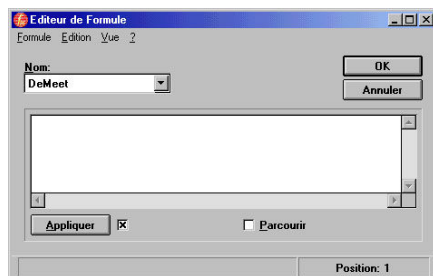 Editeur de Formule
Formule Edition Vue ?
Nom:
DeMeet
OK
Annuler
Appliquer
Parcourir
Position: 1